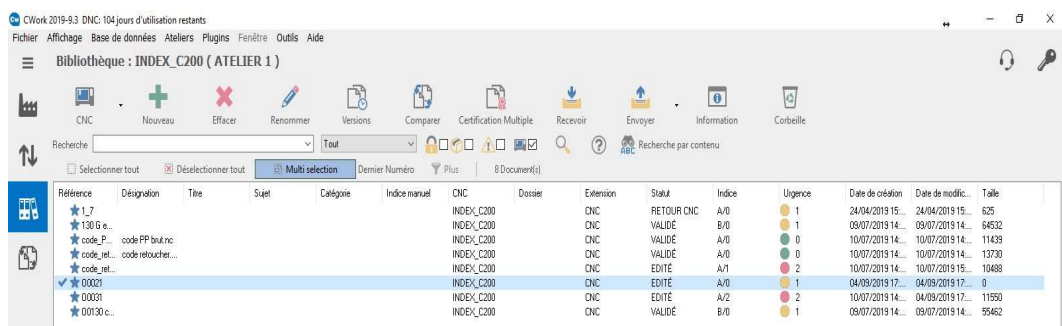 CWork 2019-9.3 DNC: 104 jours d'utilisation restants
Fichier Affichage Base de données Ateliers Plugins Fenêtre Outils Aide
Bibliothèque : INDEX_C200 ( ATELIER 1 )
CNC Nouveau Effacer Renommer Versions Comparer Certification Multiple Recevoir Envoyer Information Corbeille
Recherche Tout ABC Recherche par contenu
Selectionner tout Déselectionner tout Multi selection Dernier Numéro Plus 8 Document(s)
Référence Désignation Titre Sujet Catégorie Indice manuel CNC Dossier Extension Statut Indice Urgence Date de création Date de modific... Taille
1_7 INDEX_C200 CNC RETOUR CNC A/0 1 24/04/2019 15:... 24/04/2019 15:... 625
130 G e... INDEX_C200 CNC VALIDÉ B/0 1 09/07/2019 14:... 09/07/2019 14:... 64532
code_P... code PP brut.nc INDEX_C200 CNC VALIDÉ A/0 0 10/07/2019 14:... 10/07/2019 14:... 11439
code_ret... code retoucher.... INDEX_C200 CNC VALIDÉ A/0 0 10/07/2019 14:... 10/07/2019 14:... 13730
code_ret... INDEX_C200 CNC EDITÉ A/1 2 10/07/2019 14:... 10/07/2019 15:... 10488
00021 INDEX_C200 CNC EDITÉ A/0 1 04/09/2019 17:... 04/09/2019 17:... 0
00031 INDEX_C200 CNC EDITÉ A/2 2 10/07/2019 14:... 04/09/2019 17:... 11550
00130 c... INDEX_C200 CNC VALIDÉ B/0 1 09/07/2019 14:... 09/07/2019 14:... 55462